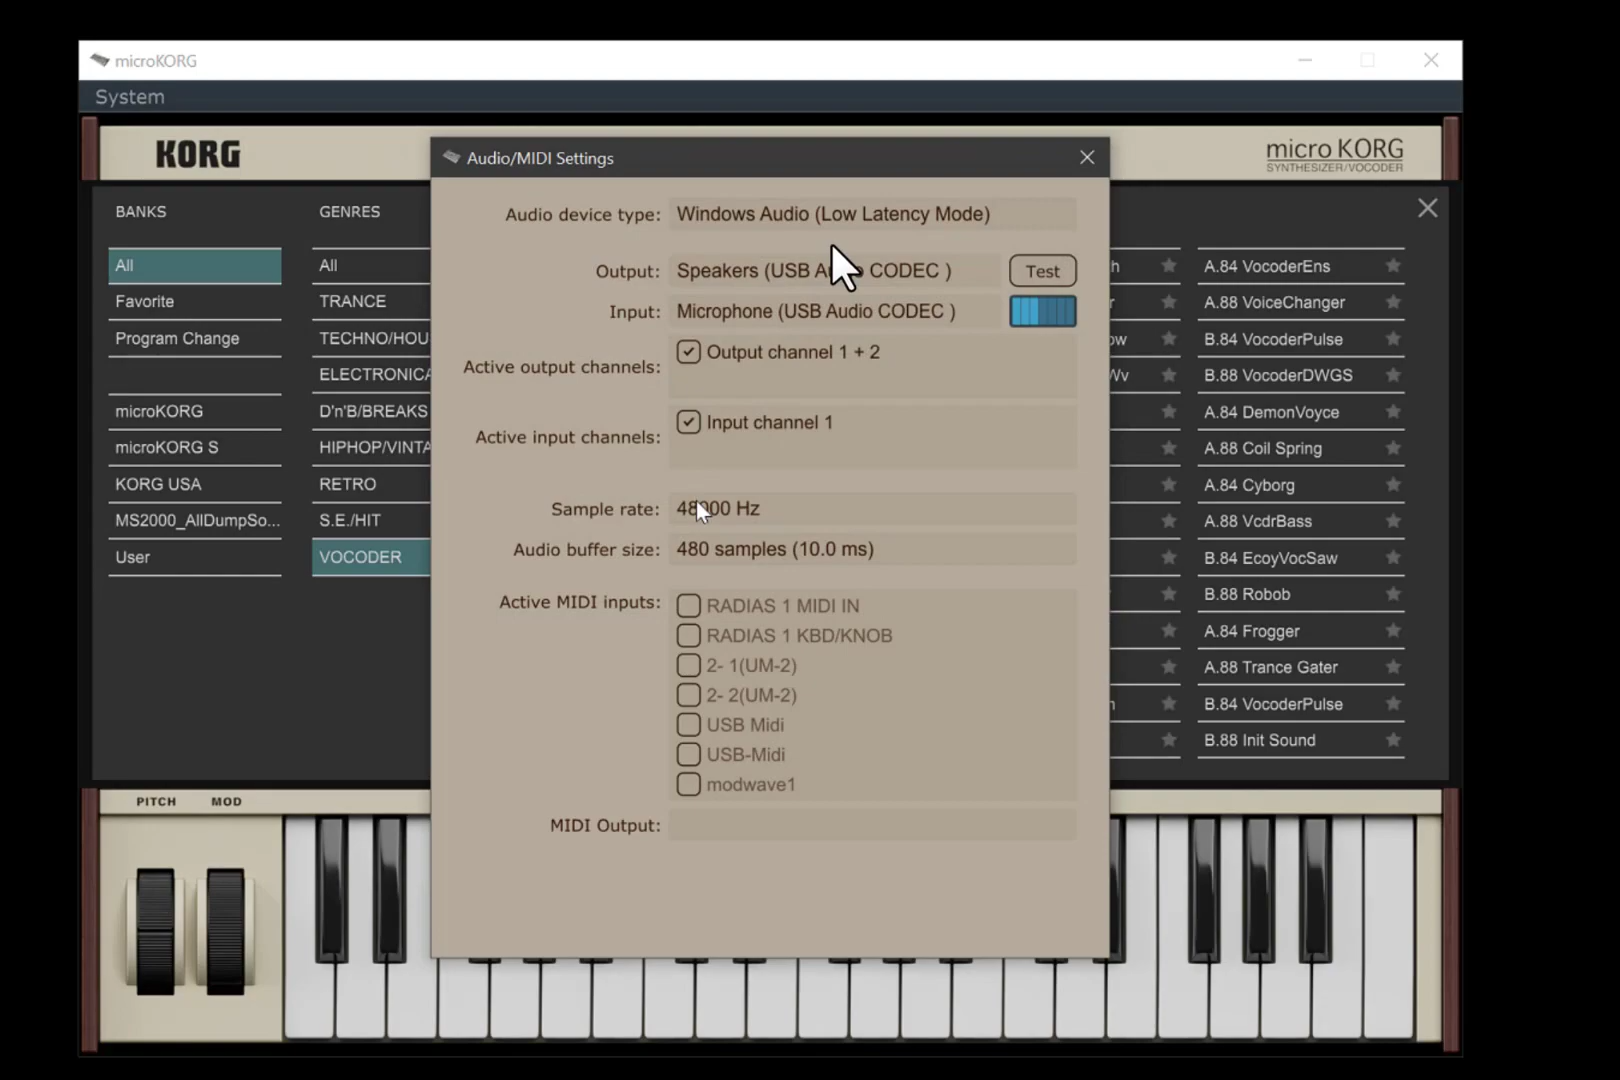 microKORG
System
KORG
micro KORG
SYNTHESIZER/VOCODER
Audio/MIDI Settings
Audio device type: Windows Audio (Low Latency Mode)
Output: Speakers (USB Audio CODEC ) Test
Input: Microphone (USB Audio CODEC )
Active output channels: Output channel 1 + 2
Active input channels: Input channel 1
Sample rate: 48000 Hz
Audio buffer size: 480 samples (10.0 ms)
Active MIDI inputs: RADIAS 1 MIDI IN
RADIAS 1 KBD/KNOB
2- 1(UM-2)
2- 2(UM-2)
USB Midi
USB-Midi
modwave1
MIDI Output:
BANKS
All
Favorite
Program Change
microKORG
microKORG S
KORG USA
MS2000_AllDumpSo...
User
GENRES
All
TRANCE
TECHNO/HOU
ELECTRONICA
D'n'B/BREAKS
HIPHOP/VINTA
RETRO
S.E./HIT
VOCODER
A.84 VocoderEns
A.88 VoiceChanger
B.84 VocoderPulse
B.88 VocoderDWGS
A.84 DemonVoyce
A.88 Coil Spring
A.84 Cyborg
A.88 VcdrBass
B.84 EcoyVocSaw
B.88 Robob
A.84 Frogger
A.88 Trance Gater
B.84 VocoderPulse
B.88 Init Sound
PITCH MOD